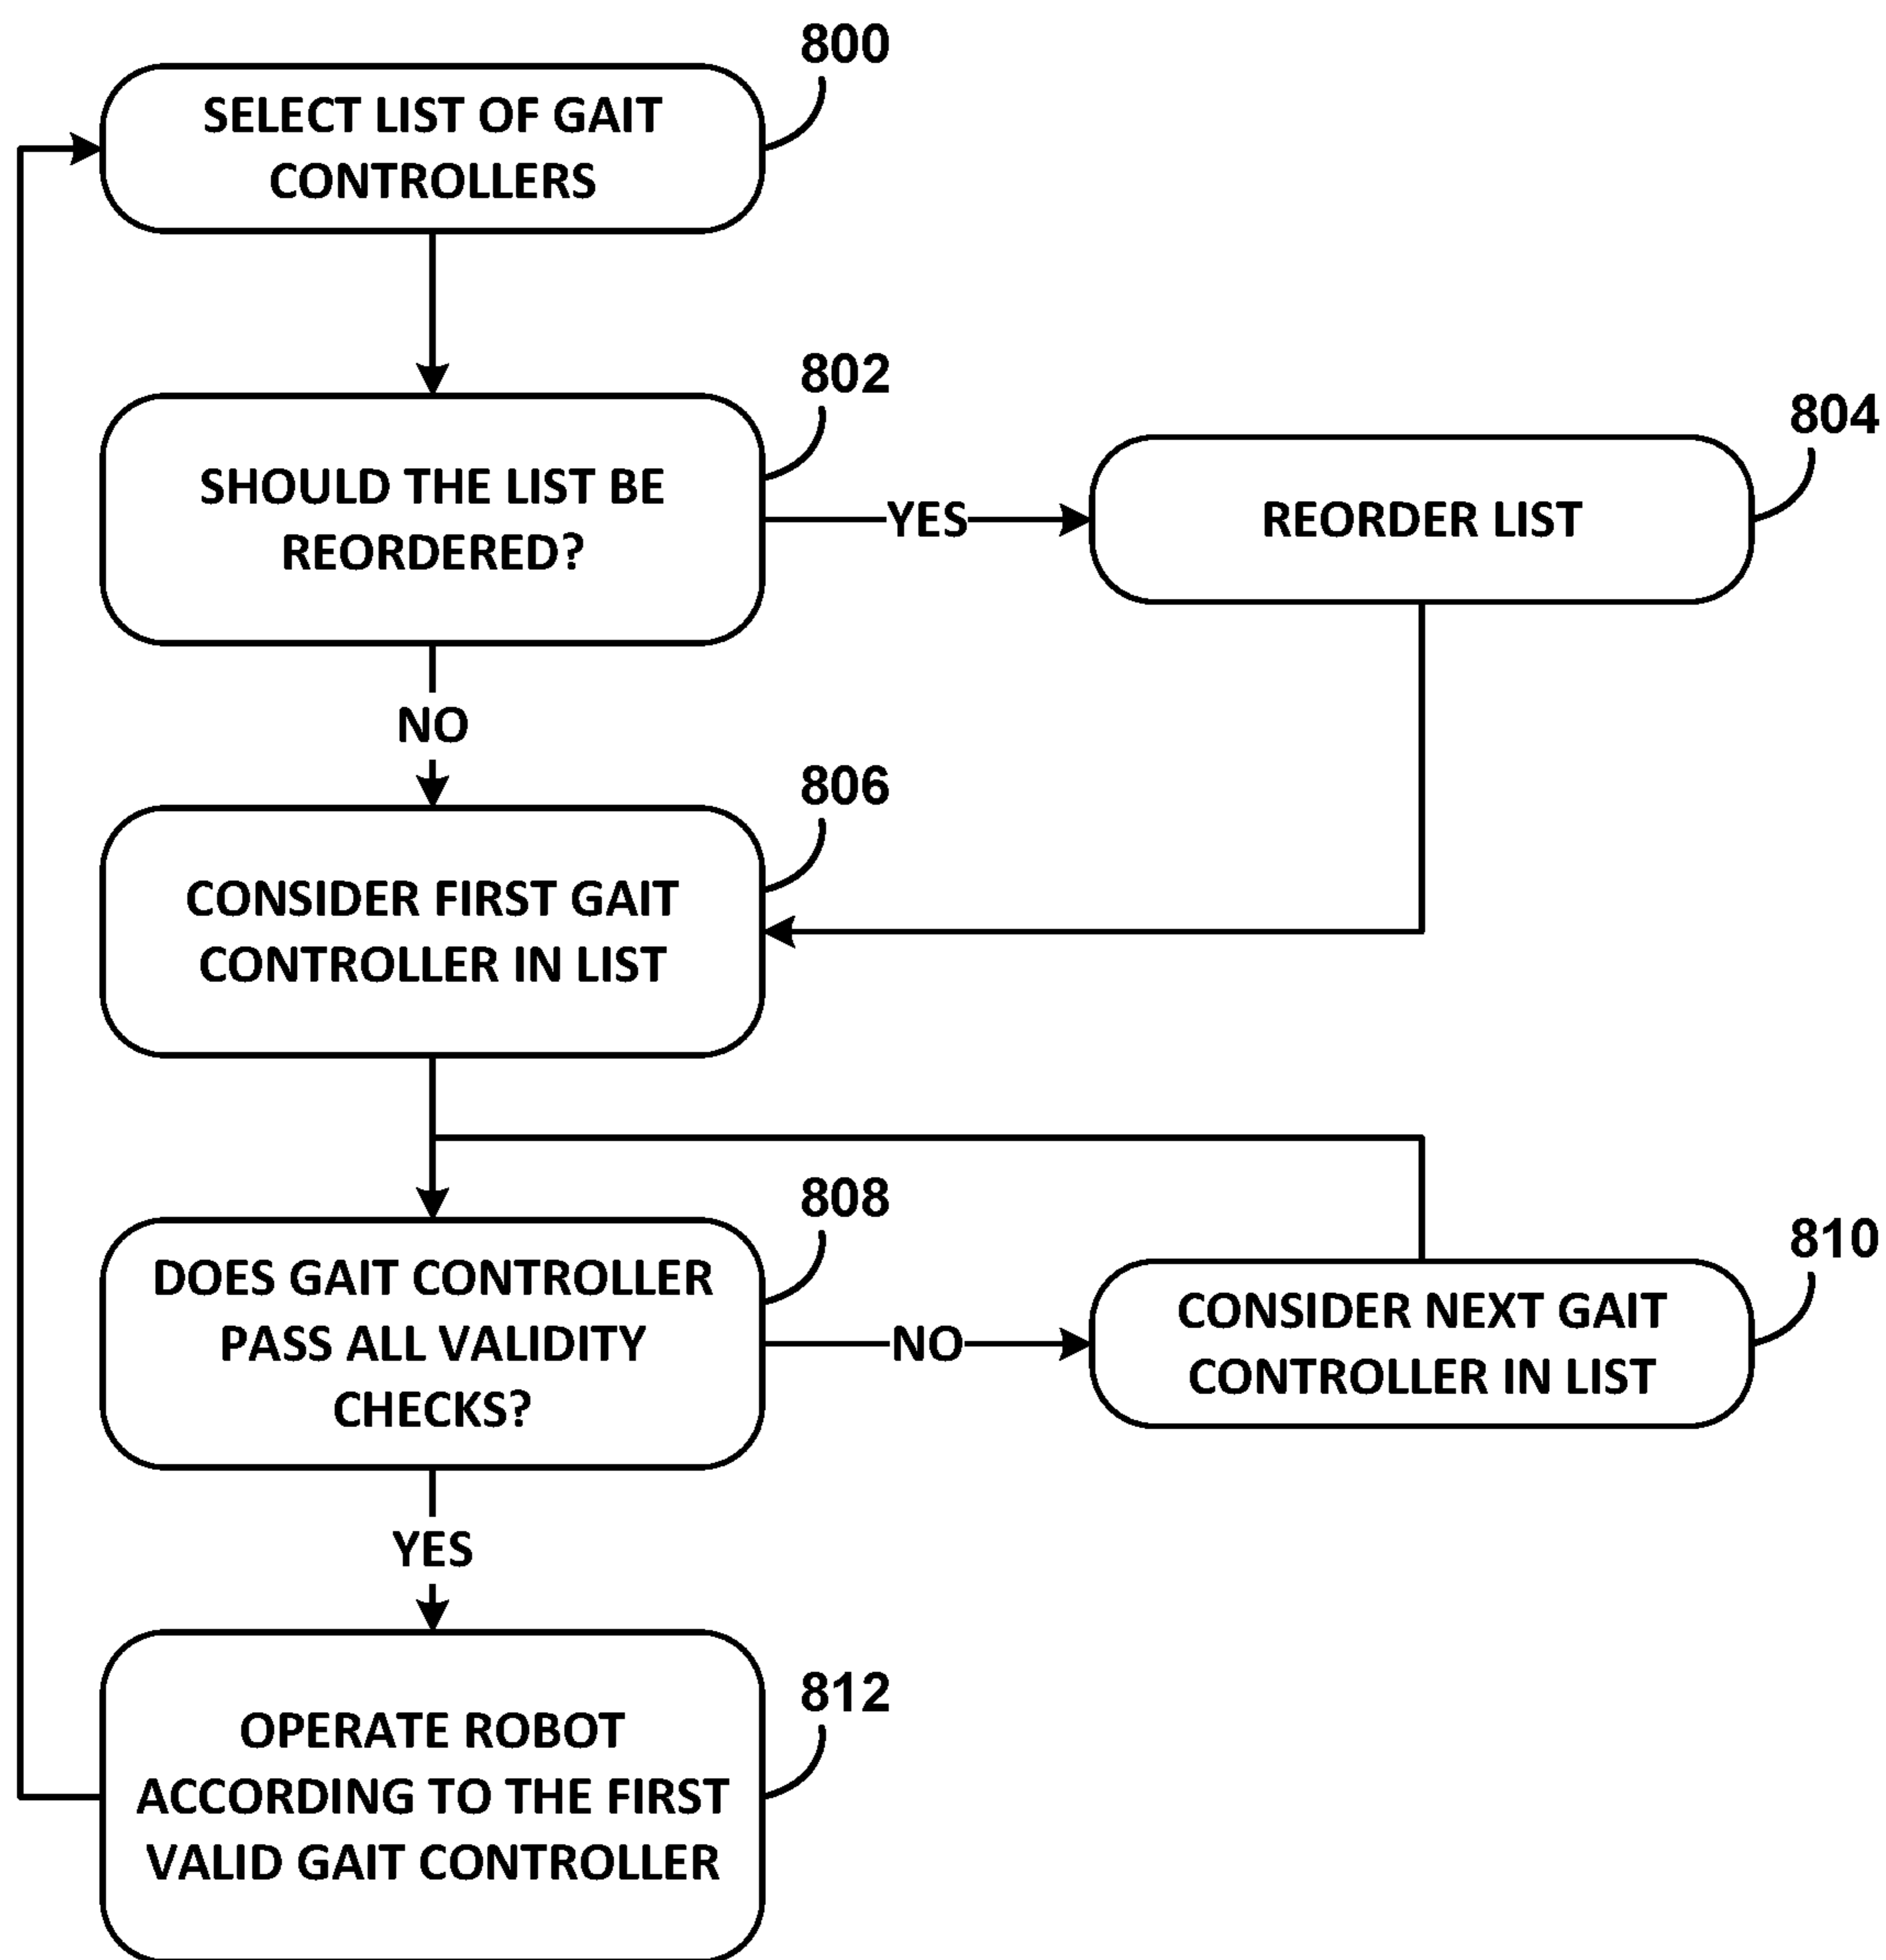 800
SELECT LIST OF GAIT
CONTROLLERS
802
SHOULD THE LIST BE
REORDERED?
YES
804
REORDER LIST
NO
806
CONSIDER FIRST GAIT
CONTROLLER IN LIST
808
DOES GAIT CONTROLLER
PASS ALL VALIDITY
CHECKS?
NO
810
CONSIDER NEXT GAIT
CONTROLLER IN LIST
YES
812
OPERATE ROBOT
ACCORDING TO THE FIRST
VALID GAIT CONTROLLER